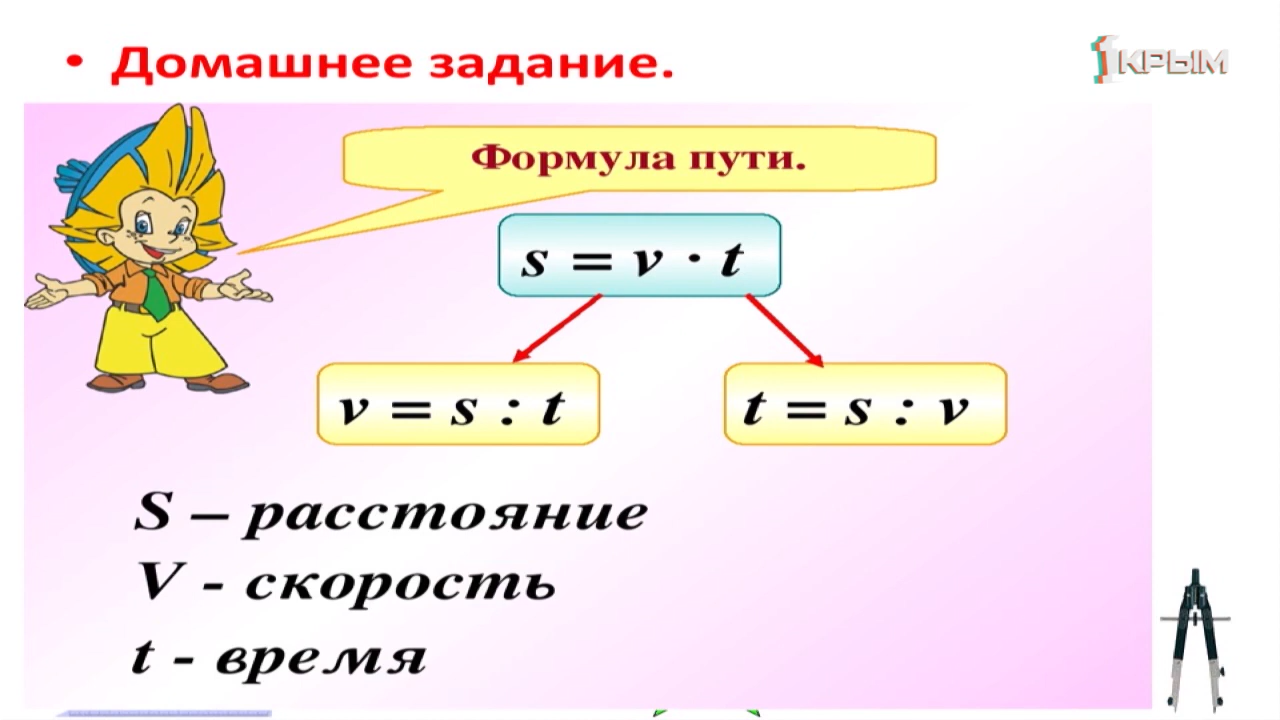 • Домашнее задание.
1КРЫМ
Формула пути.
s = v · t
v = s : t
t = s : v
S – расстояние
V - скорость
t - время